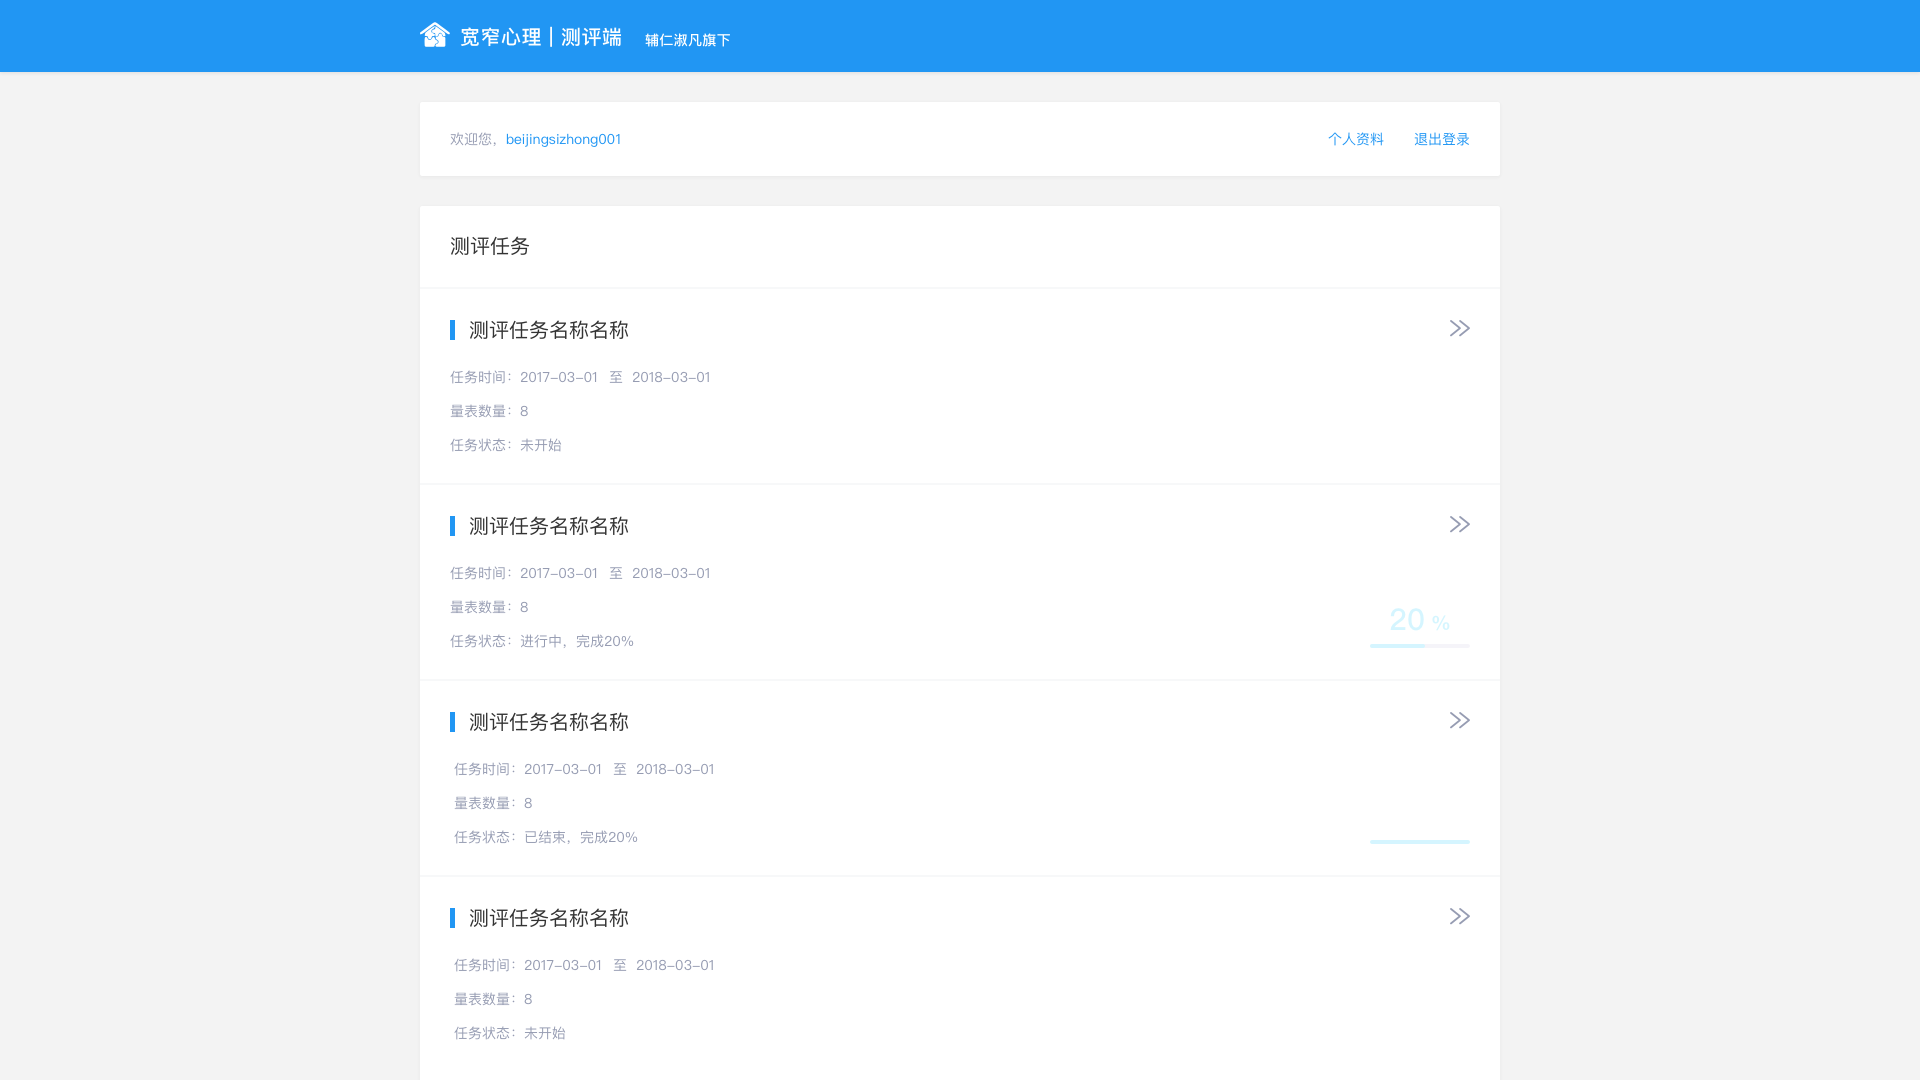 宽窄心理 | 测评端 辅仁淑凡旗下
欢迎您，beijingsizhong001 个人资料 退出登录
测评任务
测评任务名称名称
任务时间：2017-03-01 至 2018-03-01
量表数量：8
任务状态：未开始
测评任务名称名称
任务时间：2017-03-01 至 2018-03-01
量表数量：8
20 %
任务状态：进行中，完成20%
测评任务名称名称
任务时间：2017-03-01 至 2018-03-01
量表数量：8
任务状态：已结束，完成20%
测评任务名称名称
任务时间：2017-03-01 至 2018-03-01
量表数量：8
任务状态：未开始